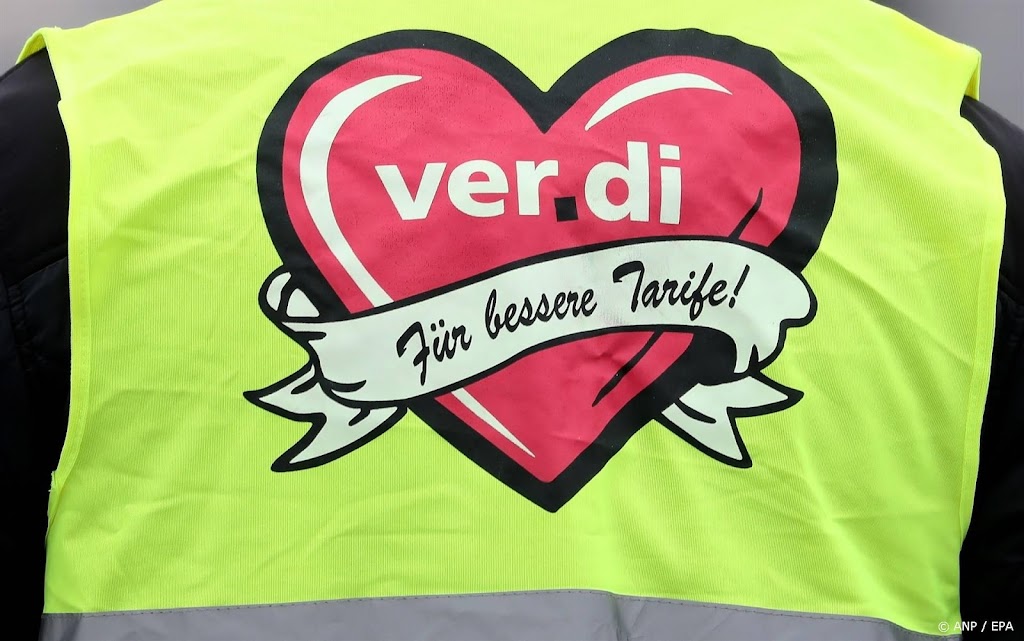 ver.di
Für bessere Tarife!
© ANP / EPA